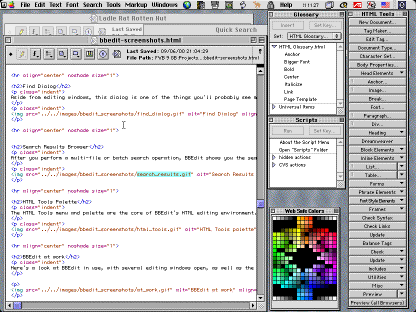 File Edit Text Font Search Tools Markup Windows
11:11:27
Ladle Rat Rotten Hut
Last Saved
Quick Search
bbedit-screenshots.html
Last Saved: 09/06/00 21:04:29
File Path: FWB 9 GB:Projects...BBEdit-screenshots.html
<hr align="center" noshade size="1">
<h2>Find Dialog</h2>
<p class="indent">
Aside from editing windows, this dialog is one of the things you'll probably see
<p class="indent">
<img src="../../images/bbedit_screenshots/find_dialog.gif" alt="Find Dialog"
<hr align="center" noshade size="1">
<h2>Search Results Browser</h2>
<p class="indent">
After you perform a multi-file or batch search operation, BBEdit shows you the
<p class="indent">
<img src="../../images/bbedit_screenshots/search_results.gif" alt="Search Results
<hr align="center" noshade size="1">
<h2>HTML Tools Palette</h2>
<p class="indent">
The HTML Tools menu and palette are the core of BBEdit's HTML editing environment.
<p class="indent">
<img src="../../images/bbedit_screenshots/html_tools.gif" alt="HTML Tools palette"
<hr align="center" noshade size="1">
<h2>BBEdit at work</h2>
<p class="indent">
Here's a look at BBEdit in use, with several editing windows open, as well as the
<p>
<p class="indent">
<img src="../../images/bbedit_screenshots/at_work.gif" alt="BBEdit at work"
Glossary
Insert
Set Key...
Set: HTML Glossary...
HTML Glossary.html
Anchor
Bigger Font
Bold
Center
Italicize
Link
Page Template
Universal Items
Scripts
Run
Set Key...
About the Script Menu
Open "Scripts" Folder
hidden actions
CVS actions
Web Safe Colors
HTML Tools
New Document...
Tag Maker...
Edit Tag...
Document Type...
Character Set...
Body Properties...
Head Elements
Anchor...
Image...
Break...
Font...
Paragraph...
Div...
Heading
Dreamweaver
Block Elements
Inline Elements
List...
Table...
Forms
Phrase Elements
Font Style Elements
Frames
Check Syntax
Check Links
Update
Balance Tags
Check
Update
Includes
Utilities
Misc
Preview
Preview (all Browsers)